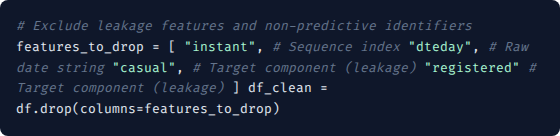 # Exclude leakage features and non-predictive identifiers
features_to_drop = [ "instant", # Sequence index "dteday", # Raw
date string "casual", # Target component (leakage) "registered" #
Target component (leakage) ] df_clean =
df.drop(columns=features_to_drop)